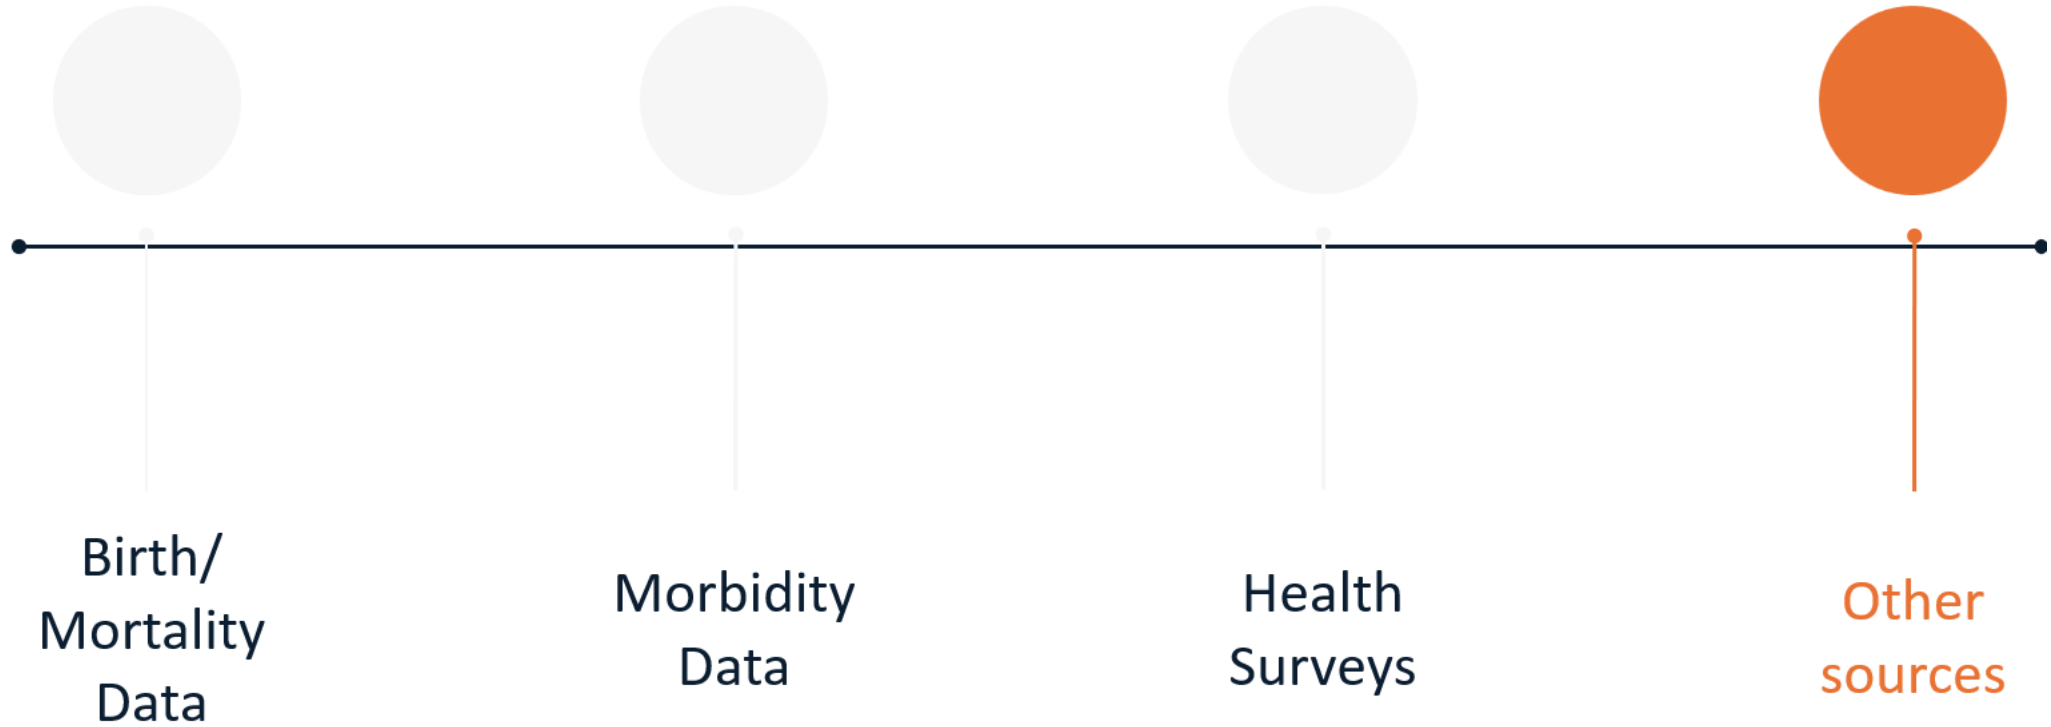 Birth/
Mortality
Data
Morbidity
Data
Health
Surveys
Other
sources